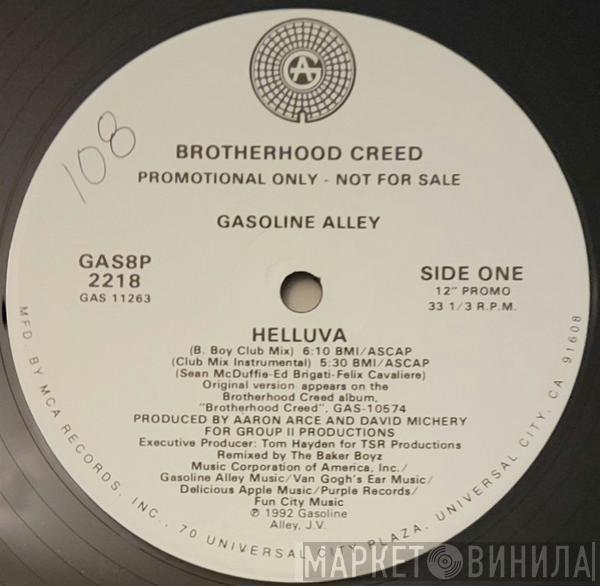 AG
108
BROTHERHOOD CREED
PROMOTIONAL ONLY - NOT FOR SALE
GASOLINE ALLEY
GAS8P
2218
GAS 11263
SIDE ONE
12" PROMO
33 1/3 R.P.M.
HELLUVA
(B. Boy Club Mix) 6:10 BMI/ASCAP
(Club Mix Instrumental) 5:30 BMI/ASCAP
(Sean McDuffie-Ed Brigati-Felix Cavaliere)
Original version appears on the
Brotherhood Creed album,
"Brotherhood Creed", GAS-10574
PRODUCED BY AARON ARCE AND DAVID MICHERY
FOR GROUP II PRODUCTIONS
Executive Producer: Tom Hayden for TSR Productions
Remixed by The Baker Boyz
Music Corporation of America, Inc./
Gasoline Alley Music/Van Gogh's Ear Music/
Delicious Apple Music/Purple Records/
Fun City Music
℗ 1992 Gasoline
Alley, J.V.
MFD. BY MCA RECORDS, INC., 70 UNIVERSAL CITY PLAZA, UNIVERSAL CITY, CA 91608
МАРКЕТ ВИНИЛА